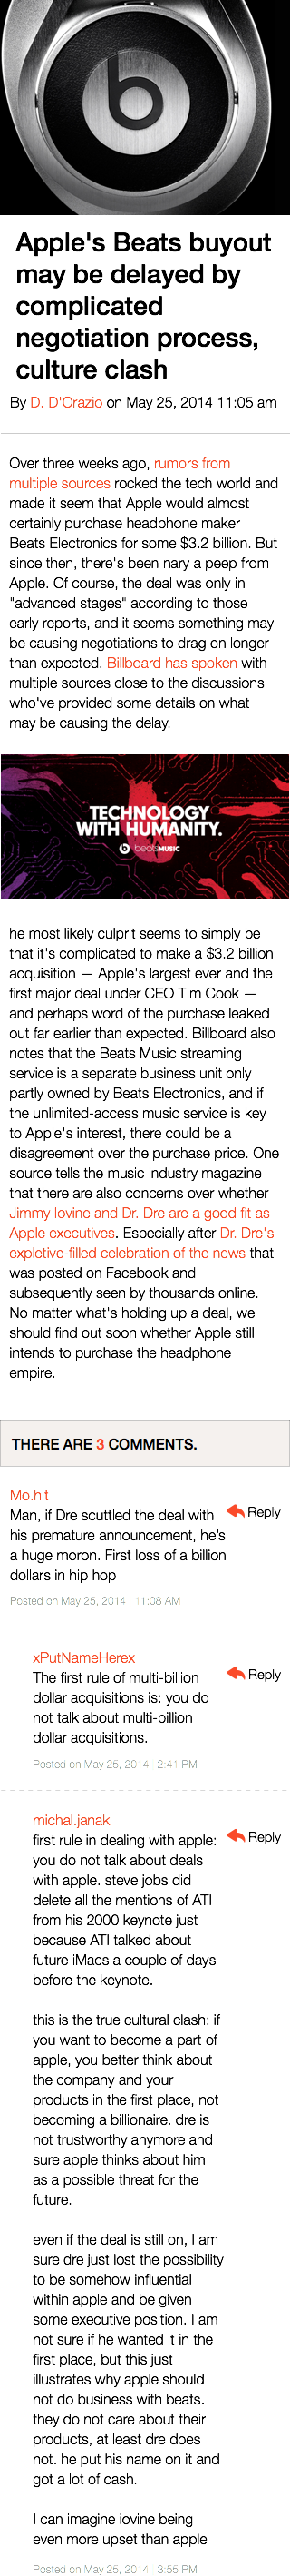 b
Apple's Beats buyout
may be delayed by
complicated
negotiation process,
culture clash
By D. D'Orazio on May 25, 2014 11:05 am
Over three weeks ago, rumors from
multiple sources rocked the tech world and
made it seem that Apple would almost
certainly purchase headphone maker
Beats Electronics for some $3.2 billion. But
since then, there's been nary a peep from
Apple. Of course, the deal was only in
"advanced stages" according to those
early reports, and it seems something may
be causing negotiations to drag on longer
than expected. Billboard has spoken with
multiple sources close to the discussions
who've provided some details on what
may be causing the delay.
TECHNOLOGY
WITH HUMANITY.
b beatsMUSIC
he most likely culprit seems to simply be
that it's complicated to make a $3.2 billion
acquisition — Apple's largest ever and the
first major deal under CEO Tim Cook —
and perhaps word of the purchase leaked
out far earlier than expected. Billboard also
notes that the Beats Music streaming
service is a separate business unit only
partly owned by Beats Electronics, and if
the unlimited-access music service is key
to Apple's interest, there could be a
disagreement over the purchase price. One
source tells the music industry magazine
that there are also concerns over whether
Jimmy Iovine and Dr. Dre are a good fit as
Apple executives. Especially after Dr. Dre's
expletive-filled celebration of the news that
was posted on Facebook and
subsequently seen by thousands online.
No matter what's holding up a deal, we
should find out soon whether Apple still
intends to purchase the headphone
empire.
THERE ARE 3 COMMENTS.
Mo.hit
Reply
Man, if Dre scuttled the deal with
his premature announcement, he's
a huge moron. First loss of a billion
dollars in hip hop
Posted on May 25, 2014 | 11:08 AM
xPutNameHerex
Reply
The first rule of multi-billion
dollar acquisitions is: you do
not talk about multi-billion
dollar acquisitions.
Posted on May 25, 2014 | 2:41 PM
michal.janak
Reply
first rule in dealing with apple:
you do not talk about deals
with apple. steve jobs did
delete all the mentions of ATI
from his 2000 keynote just
because ATI talked about
future iMacs a couple of days
before the keynote.
this is the true cultural clash: if
you want to become a part of
apple, you better think about
the company and your
products in the first place, not
becoming a billionaire. dre is
not trustworthy anymore and
sure apple thinks about him
as a possible threat for the
future.
even if the deal is still on, I am
sure dre just lost the possibility
to be somehow influential
within apple and be given
some executive position. I am
not sure if he wanted it in the
first place, but this just
illustrates why apple should
not do business with beats.
they do not care about their
products, at least dre does
not. he put his name on it and
got a lot of cash.
I can imagine iovine being
even more upset than apple
Posted on May 25, 2014 | 3:55 PM